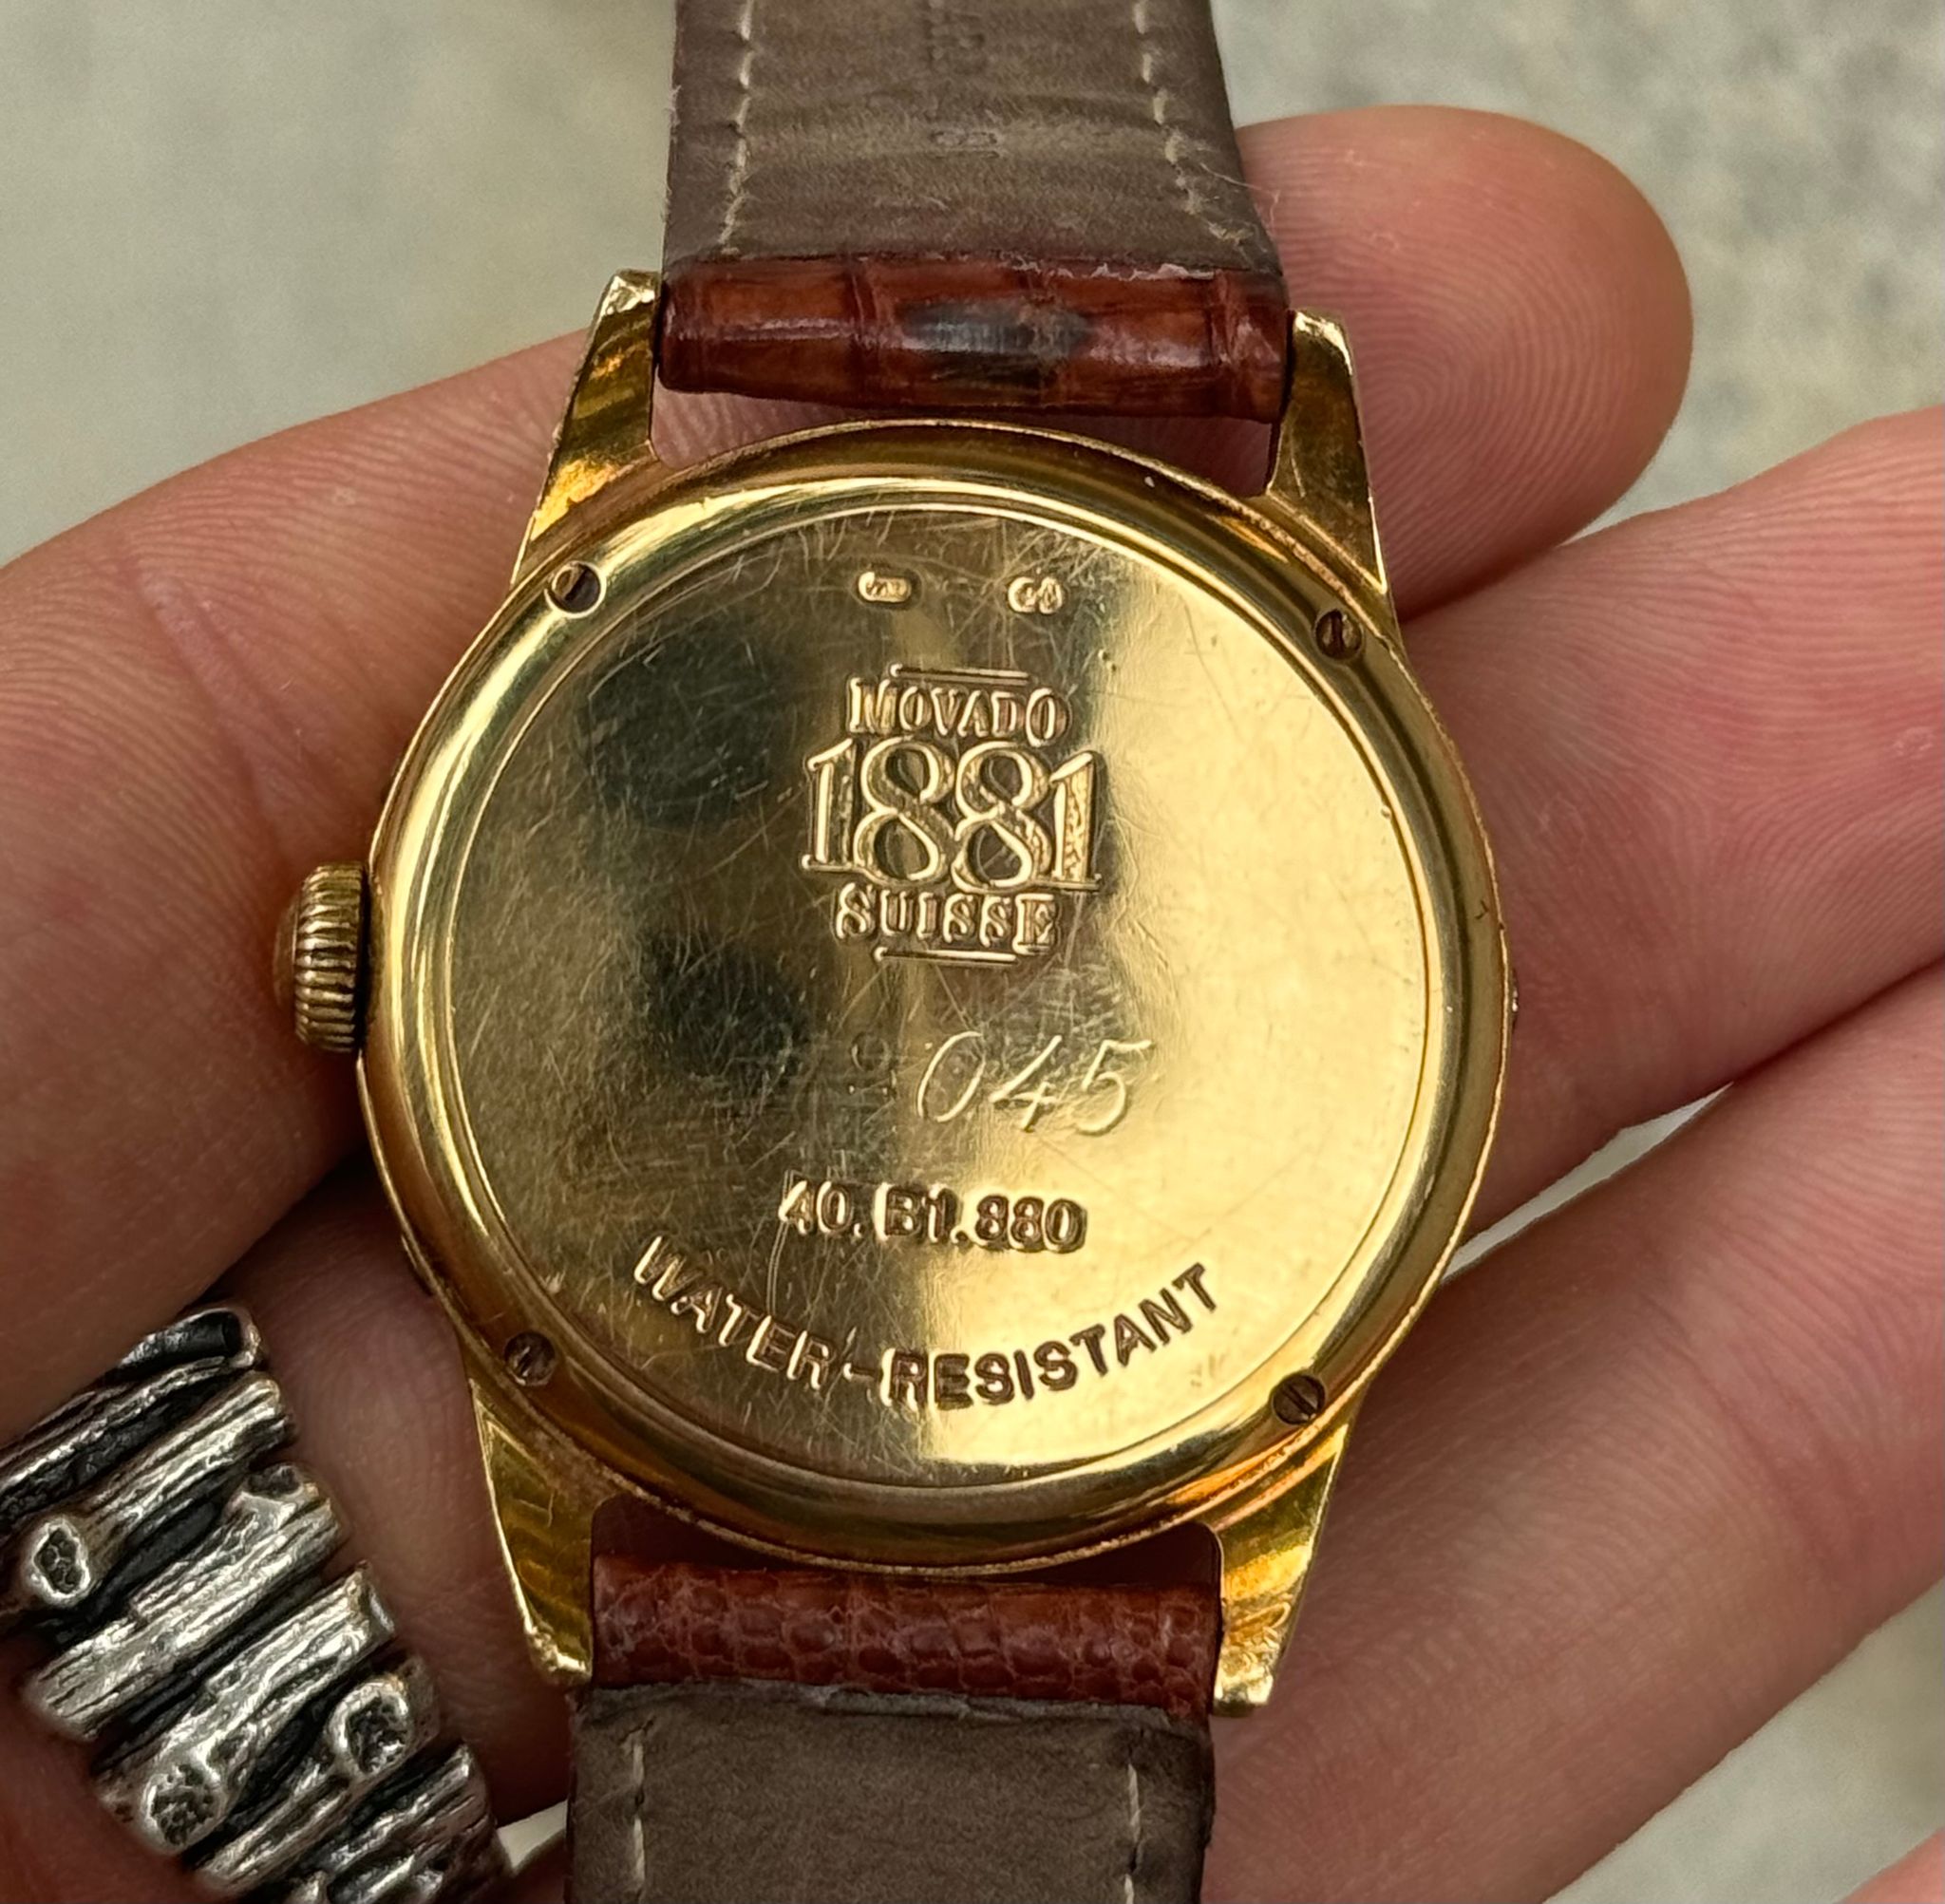 MOVADO
1881
SUISSE
045
40.B1.880
WATER-RESISTANT